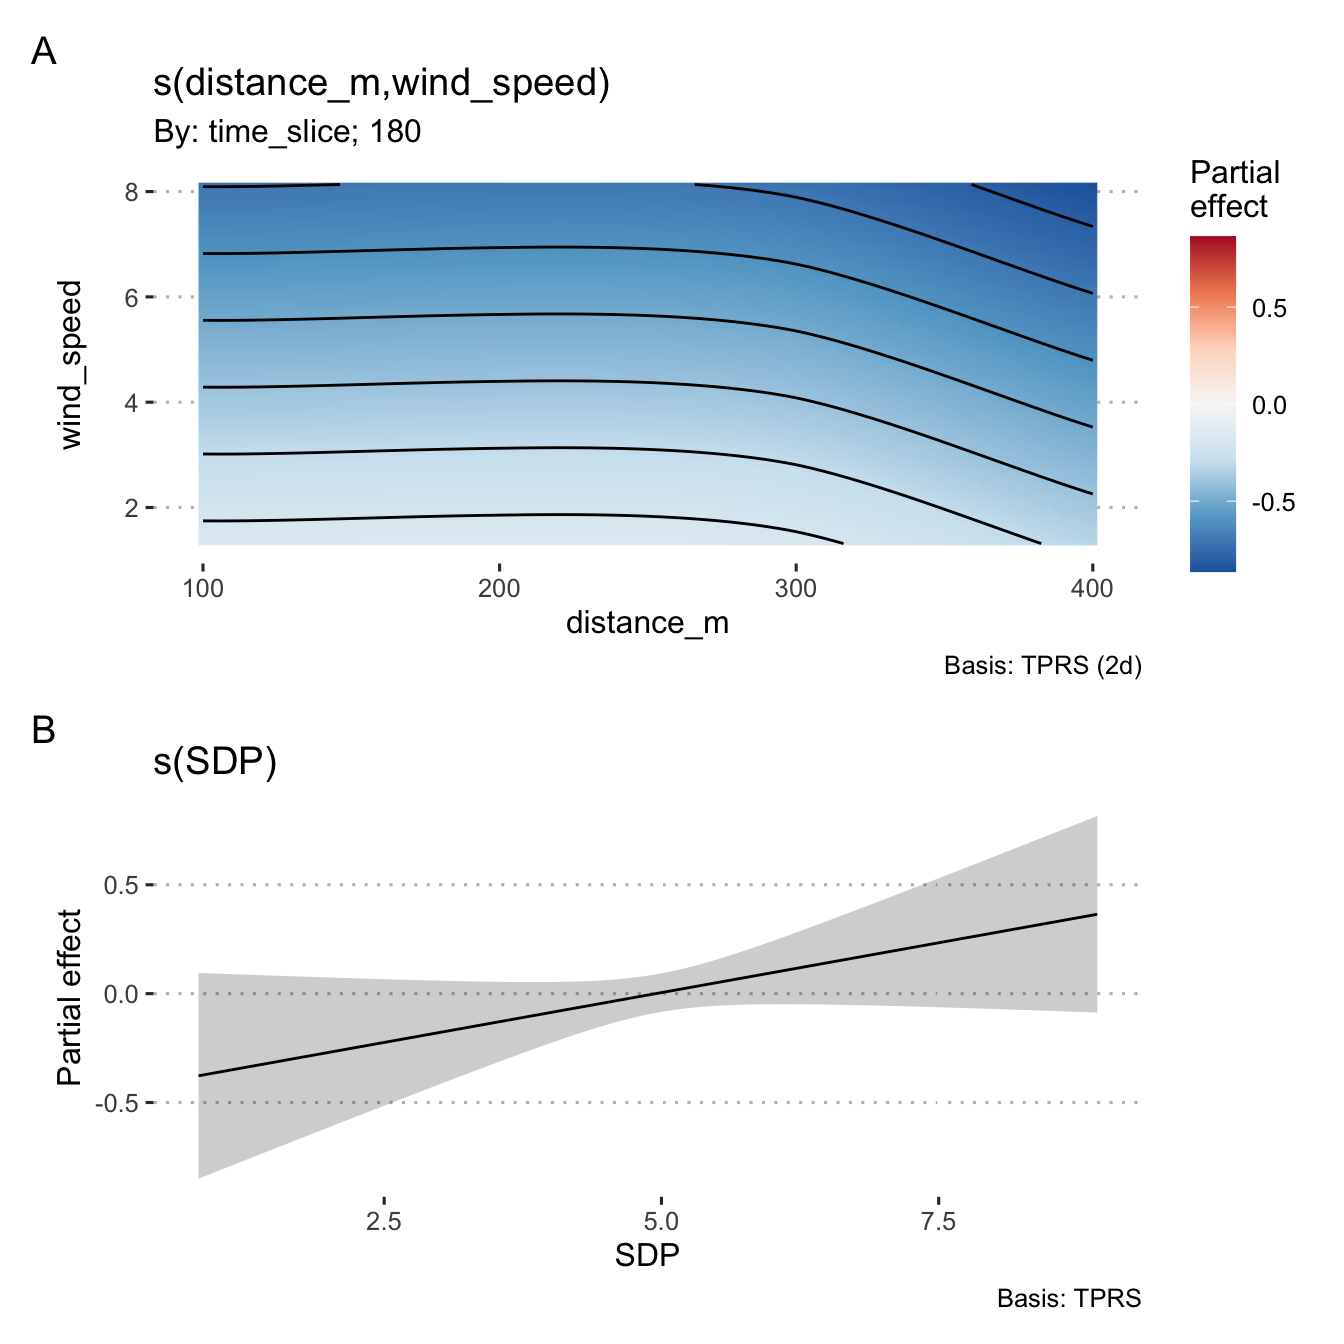 A
s(distance_m,wind_speed)
By: time_slice; 180
8
6
4
2
wind_speed
100 200 300 400
distance_m
Basis: TPRS (2d)
Partial
effect
0.5
0.0
-0.5
B
s(SDP)
0.5
0.0
-0.5
Partial effect
2.5 5.0 7.5
SDP
Basis: TPRS